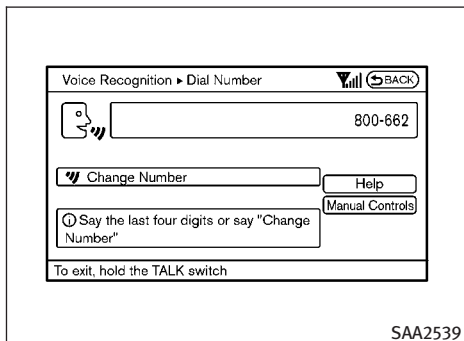 Voice Recognition ▸ Dial Number
BACK
800-662
Change Number
Help
Manual Controls
Say the last four digits or say "Change
Number"
To exit, hold the TALK switch
SAA2539